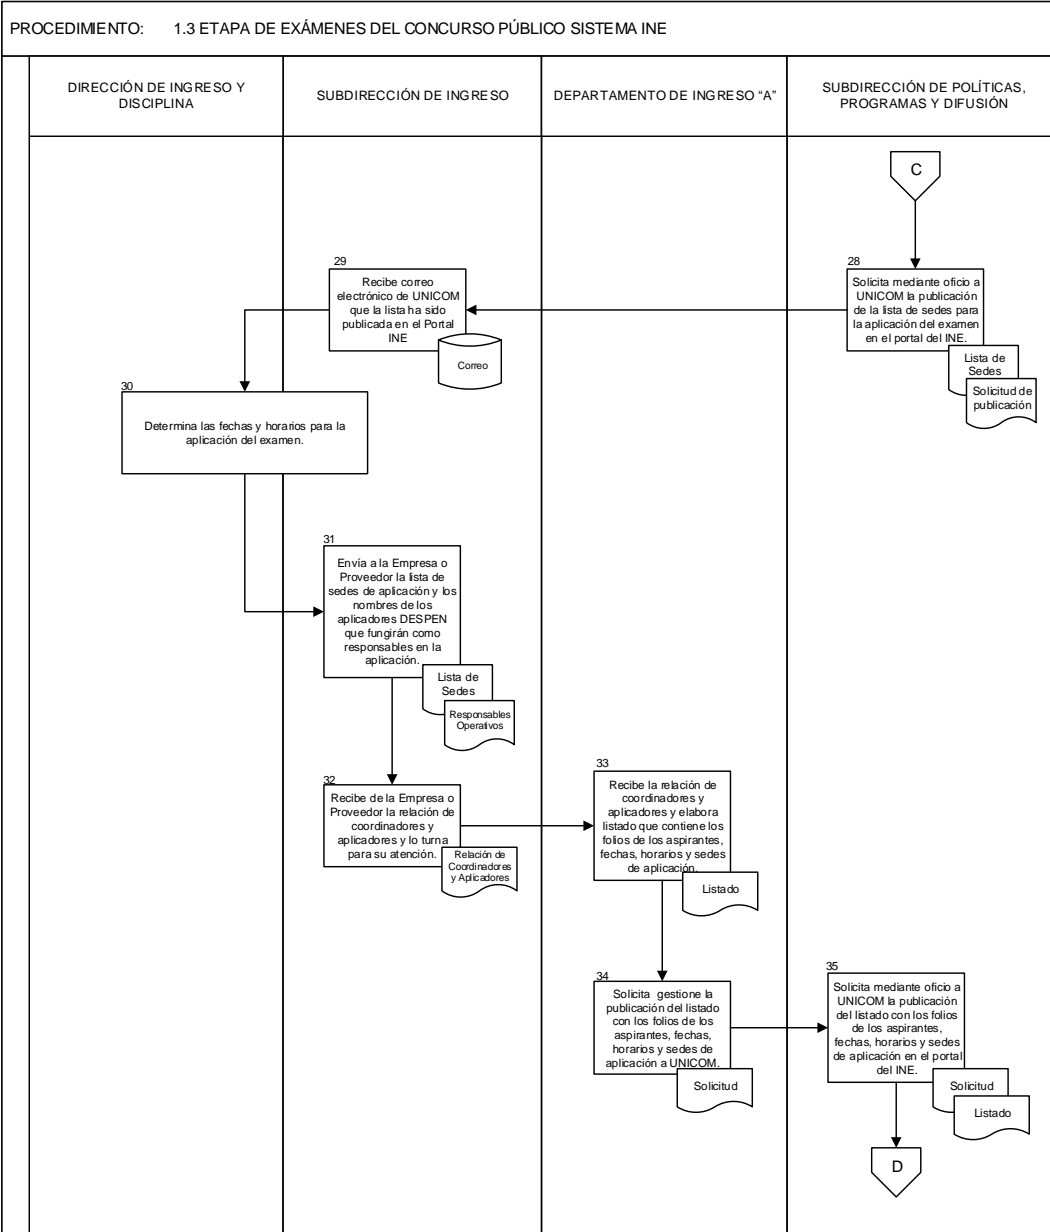 PROCEDIMIENTO: 1.3 ETAPA DE EXÁMENES DEL CONCURSO PÚBLICO SISTEMA INE
DIRECCIÓN DE INGRESO Y
DISCIPLINA
SUBDIRECCIÓN DE INGRESO
DEPARTAMENTO DE INGRESO "A"
SUBDIRECCIÓN DE POLÍTICAS,
PROGRAMAS Y DIFUSIÓN
C
28
Solicita mediante oficio a
UNICOM la publicación
de la lista de sedes para
la aplicación del examen
en el portal del INE.
Lista de
Sedes
Solicitud de
publicación
29
Recibe correo
electrónico de UNICOM
que la lista ha sido
publicada en el Portal
INE
Correo
30
Determina las fechas y horarios para la
aplicación del examen.
31
Envía a la Empresa o
Proveedor la lista de
sedes de aplicación y los
nombres de los
aplicadores DESPEN
que fungirán como
responsables en la
aplicación.
Lista de
Sedes
Responsables
Operativos
32
Recibe de la Empresa o
Proveedor la relación de
coordinadores y
aplicadores y lo turna
para su atención.
Relación de
Coordinadores
y Aplicadores
33
Recibe la relación de
coordinadores y
aplicadores y elabora
listado que contiene los
folios de los aspirantes,
fechas, horarios y sedes
de aplicación.
Listado
34
Solicita gestione la
publicación del listado
con los folios de los
aspirantes, fechas,
horarios y sedes de
aplicación a UNICOM.
Solicitud
35
Solicita mediante oficio a
UNICOM la publicación
del listado con los folios
de los aspirantes,
fechas, horarios y sedes
de aplicación en el portal
del INE.
Solicitud
Listado
D